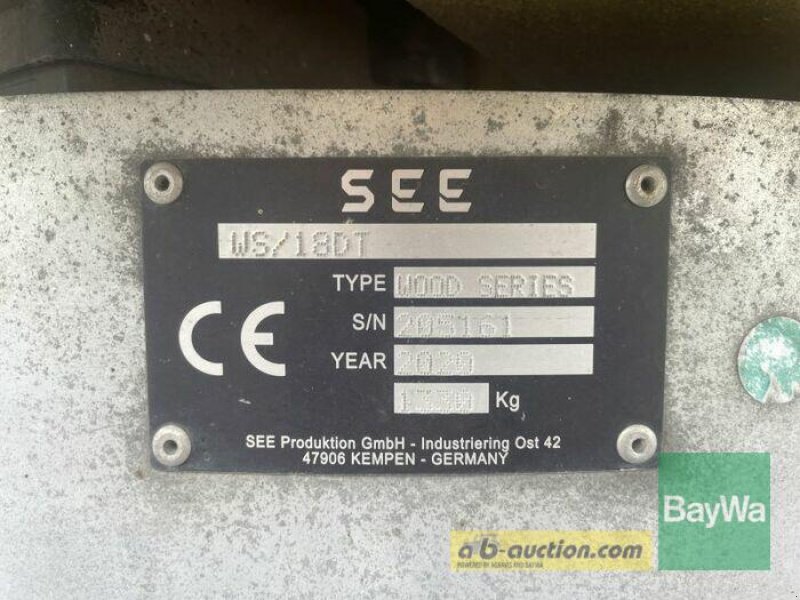 SEE
WS/18DT
TYPE WOOD SERIES
S/N 205161
CE
YEAR 2020
Kg
SEE Produktion GmbH - Industriering Ost 42
47906 KEMPEN - GERMANY
BayWa
ab-auction.com